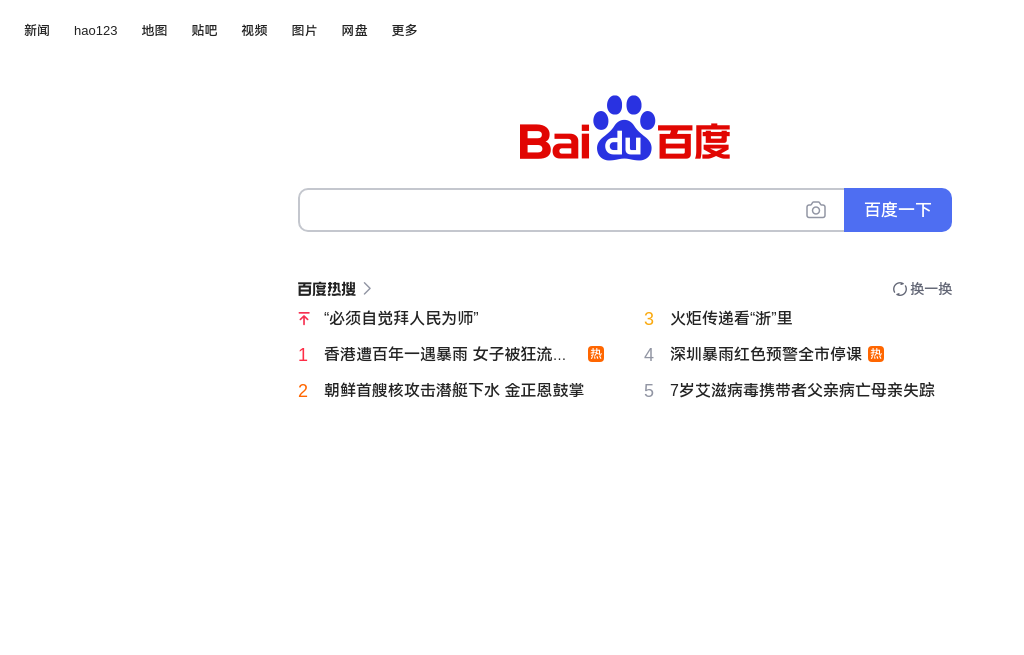 新闻 hao123 地图 贴吧 视频 图片 网盘 更多
Bai du 百度
百度一下
百度热搜
换一换
“必须自觉拜人民为师”
1 香港遭百年一遇暴雨 女子被狂流... 热
2 朝鲜首艘核攻击潜艇下水 金正恩鼓掌
3 火炬传递看“浙”里
4 深圳暴雨红色预警全市停课 热
5 7岁艾滋病毒携带者父亲病亡母亲失踪